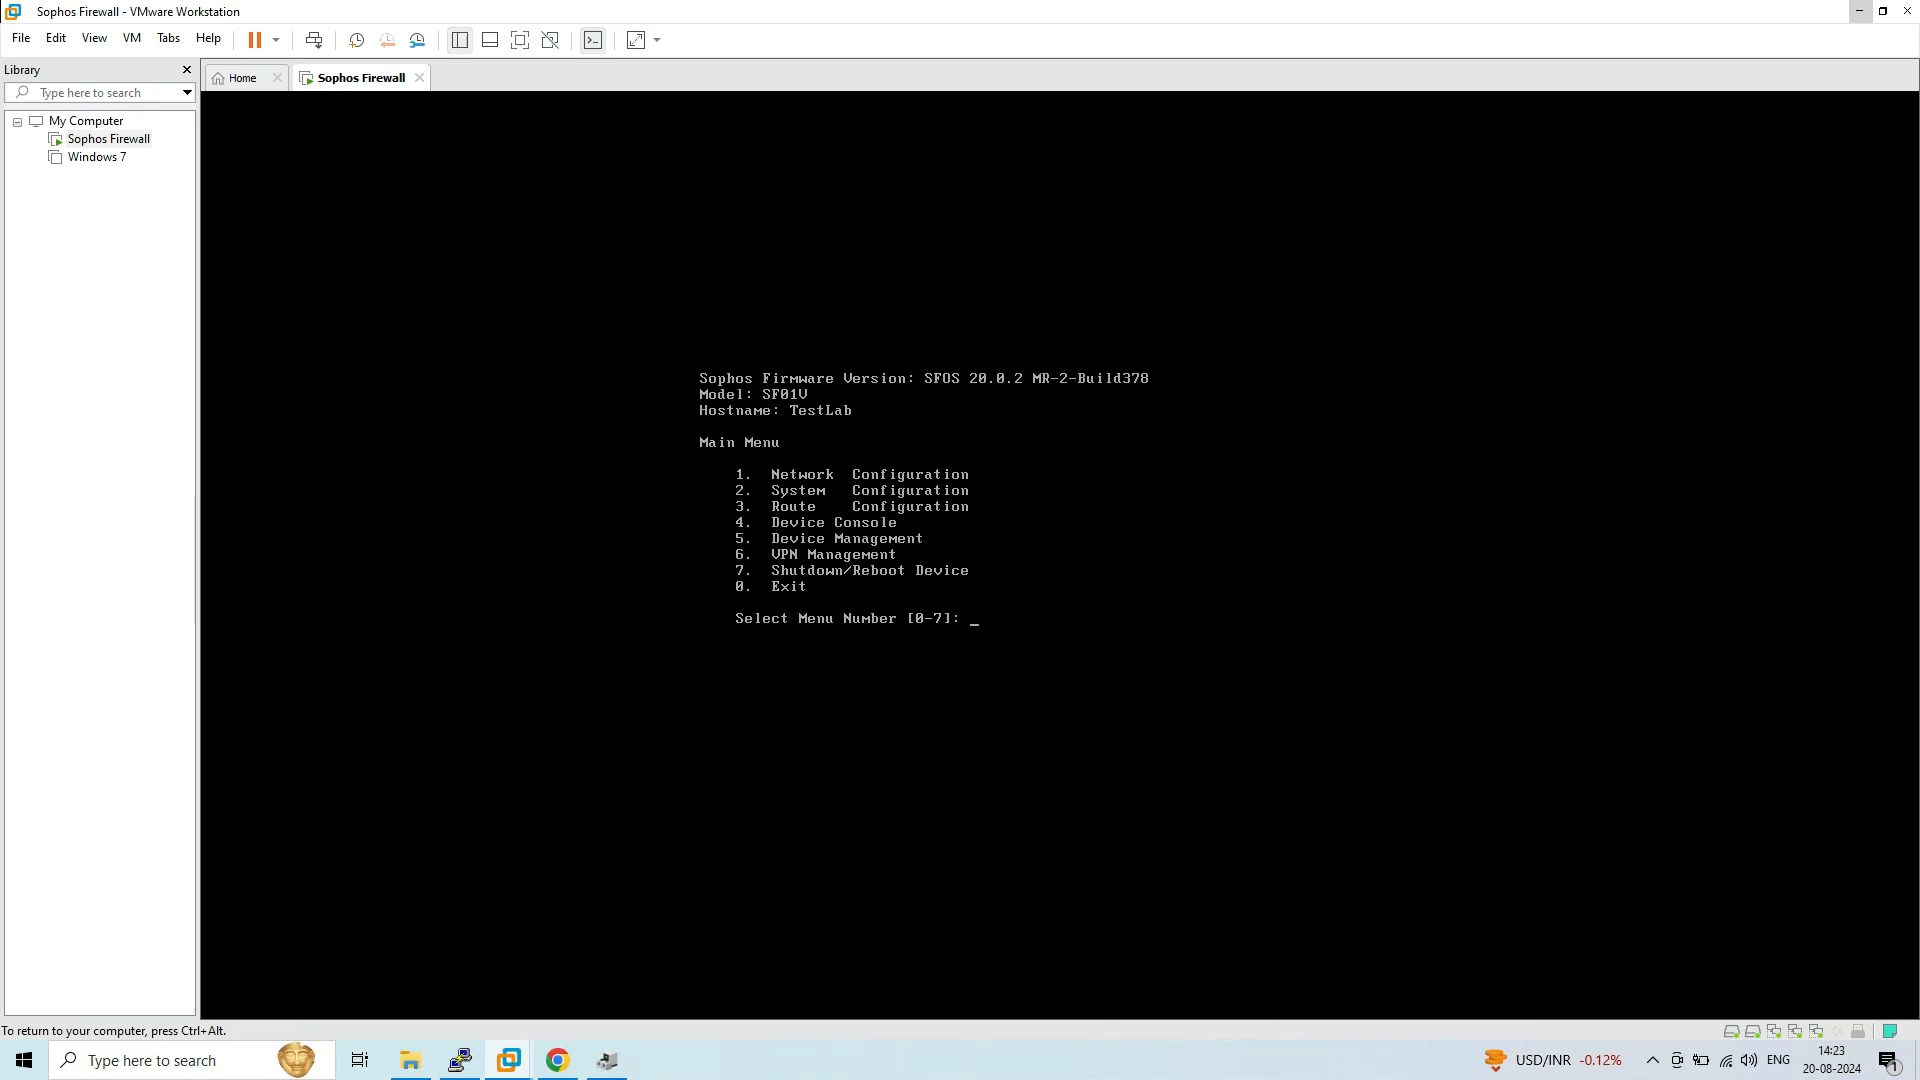 Sophos Firewall - VMware Workstation
File Edit View VM Tabs Help
Library
Type here to search
Home
Sophos Firewall
My Computer
Sophos Firewall
Windows 7
Sophos Firmware Version: SFOS 20.0.2 MR-2-Build378
Model: SF01V
Hostname: TestLab
Main Menu
1. Network Configuration
2. System Configuration
3. Route Configuration
4. Device Console
5. Device Management
6. VPN Management
7. Shutdown/Reboot Device
0. Exit
Select Menu Number [0-7]: _
To return to your computer, press Ctrl+Alt.
Type here to search
USD/INR -0.12%
ENG
14:23
20-08-2024
1